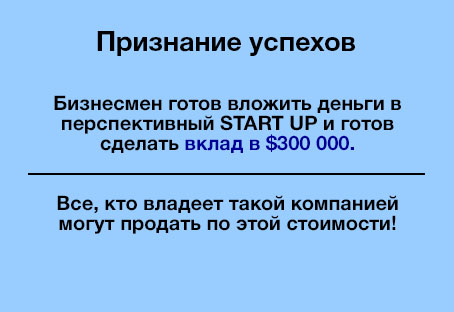 Признание успехов
Бизнесмен готов вложить деньги в
перспективный START UP и готов
сделать вклад в $300 000.
Все, кто владеет такой компанией
могут продать по этой стоимости!